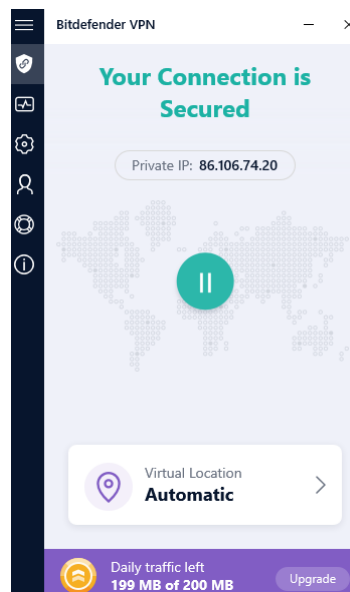 Bitdefender VPN
Your Connection is
Secured
Private IP: 86.106.74.20
Virtual Location
Automatic
Daily traffic left
199 MB of 200 MB
Upgrade